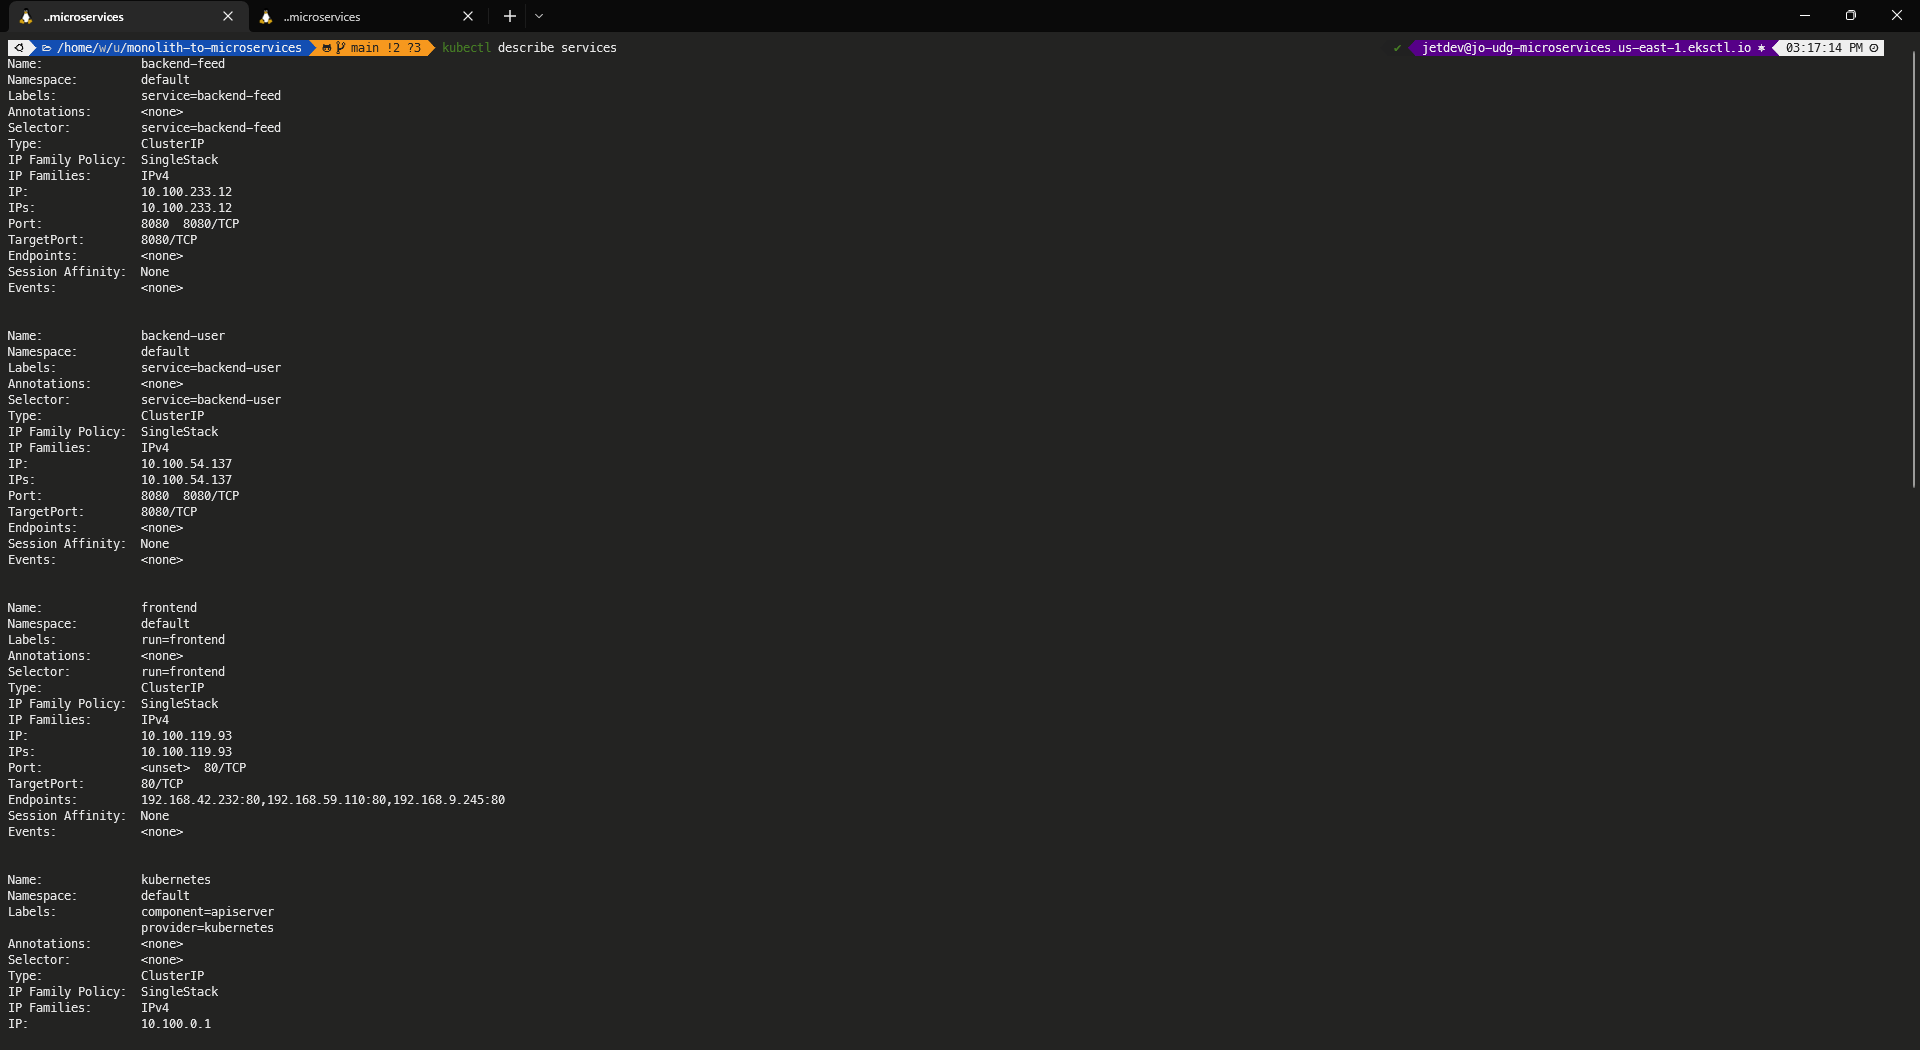 ..microservices
..microservices
/home/w/u/monolith-to-microservices main !2 ?3 kubectl describe services ✔ jetdev@jo-udg-microservices.us-east-1.eksctl.io 03:17:14 PM
Name: backend-feed
Namespace: default
Labels: service=backend-feed
Annotations: <none>
Selector: service=backend-feed
Type: ClusterIP
IP Family Policy: SingleStack
IP Families: IPv4
IP: 10.100.233.12
IPs: 10.100.233.12
Port: 8080 8080/TCP
TargetPort: 8080/TCP
Endpoints: <none>
Session Affinity: None
Events: <none>
Name: backend-user
Namespace: default
Labels: service=backend-user
Annotations: <none>
Selector: service=backend-user
Type: ClusterIP
IP Family Policy: SingleStack
IP Families: IPv4
IP: 10.100.54.137
IPs: 10.100.54.137
Port: 8080 8080/TCP
TargetPort: 8080/TCP
Endpoints: <none>
Session Affinity: None
Events: <none>
Name: frontend
Namespace: default
Labels: run=frontend
Annotations: <none>
Selector: run=frontend
Type: ClusterIP
IP Family Policy: SingleStack
IP Families: IPv4
IP: 10.100.119.93
IPs: 10.100.119.93
Port: <unset> 80/TCP
TargetPort: 80/TCP
Endpoints: 192.168.42.232:80,192.168.59.110:80,192.168.9.245:80
Session Affinity: None
Events: <none>
Name: kubernetes
Namespace: default
Labels: component=apiserver
provider=kubernetes
Annotations: <none>
Selector: <none>
Type: ClusterIP
IP Family Policy: SingleStack
IP Families: IPv4
IP: 10.100.0.1